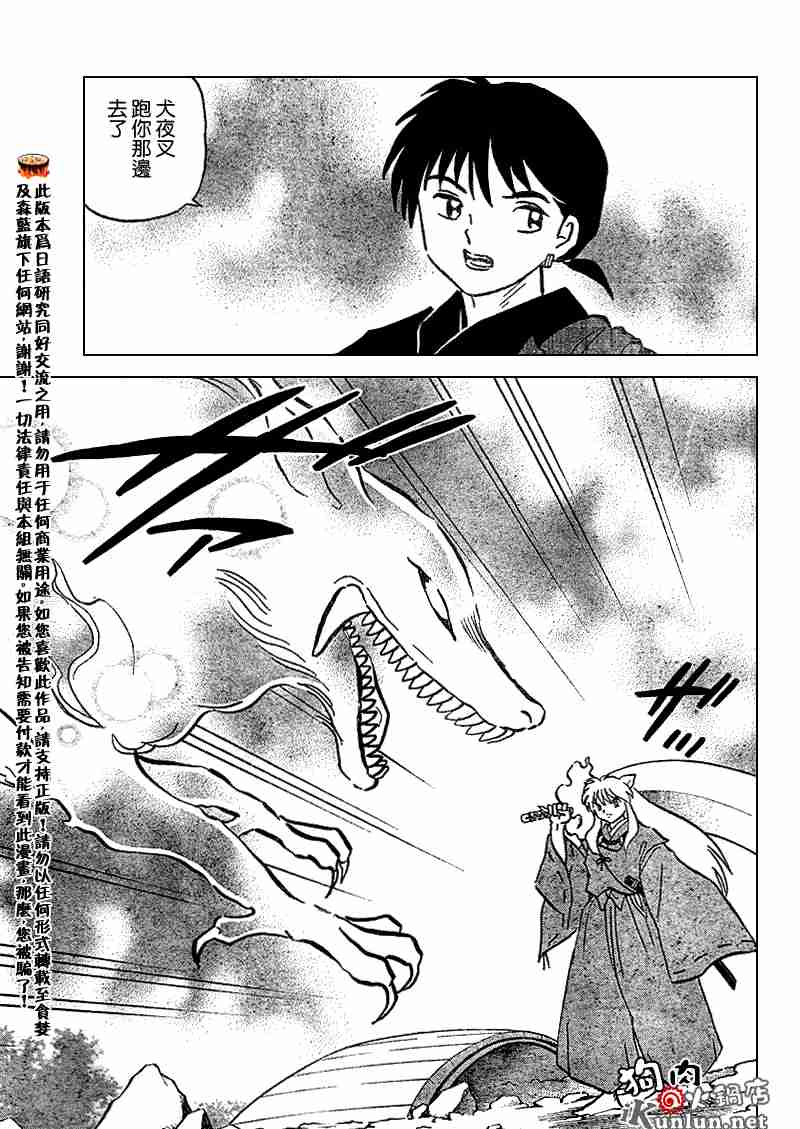 犬夜叉
跑你那邊
去了
此版本為日語研究同好交流之用，請勿用于任何商業用途，如您喜歡此作品，請支持正版！請勿以任何形式轉載至貪婪
及森藍旗下任何網站，謝謝！一切法律責任與本組無關。如果您被告知需要付款才能看到此漫畫，那麼，您被騙了！
狗肉
火鍋店
iKunlun.net